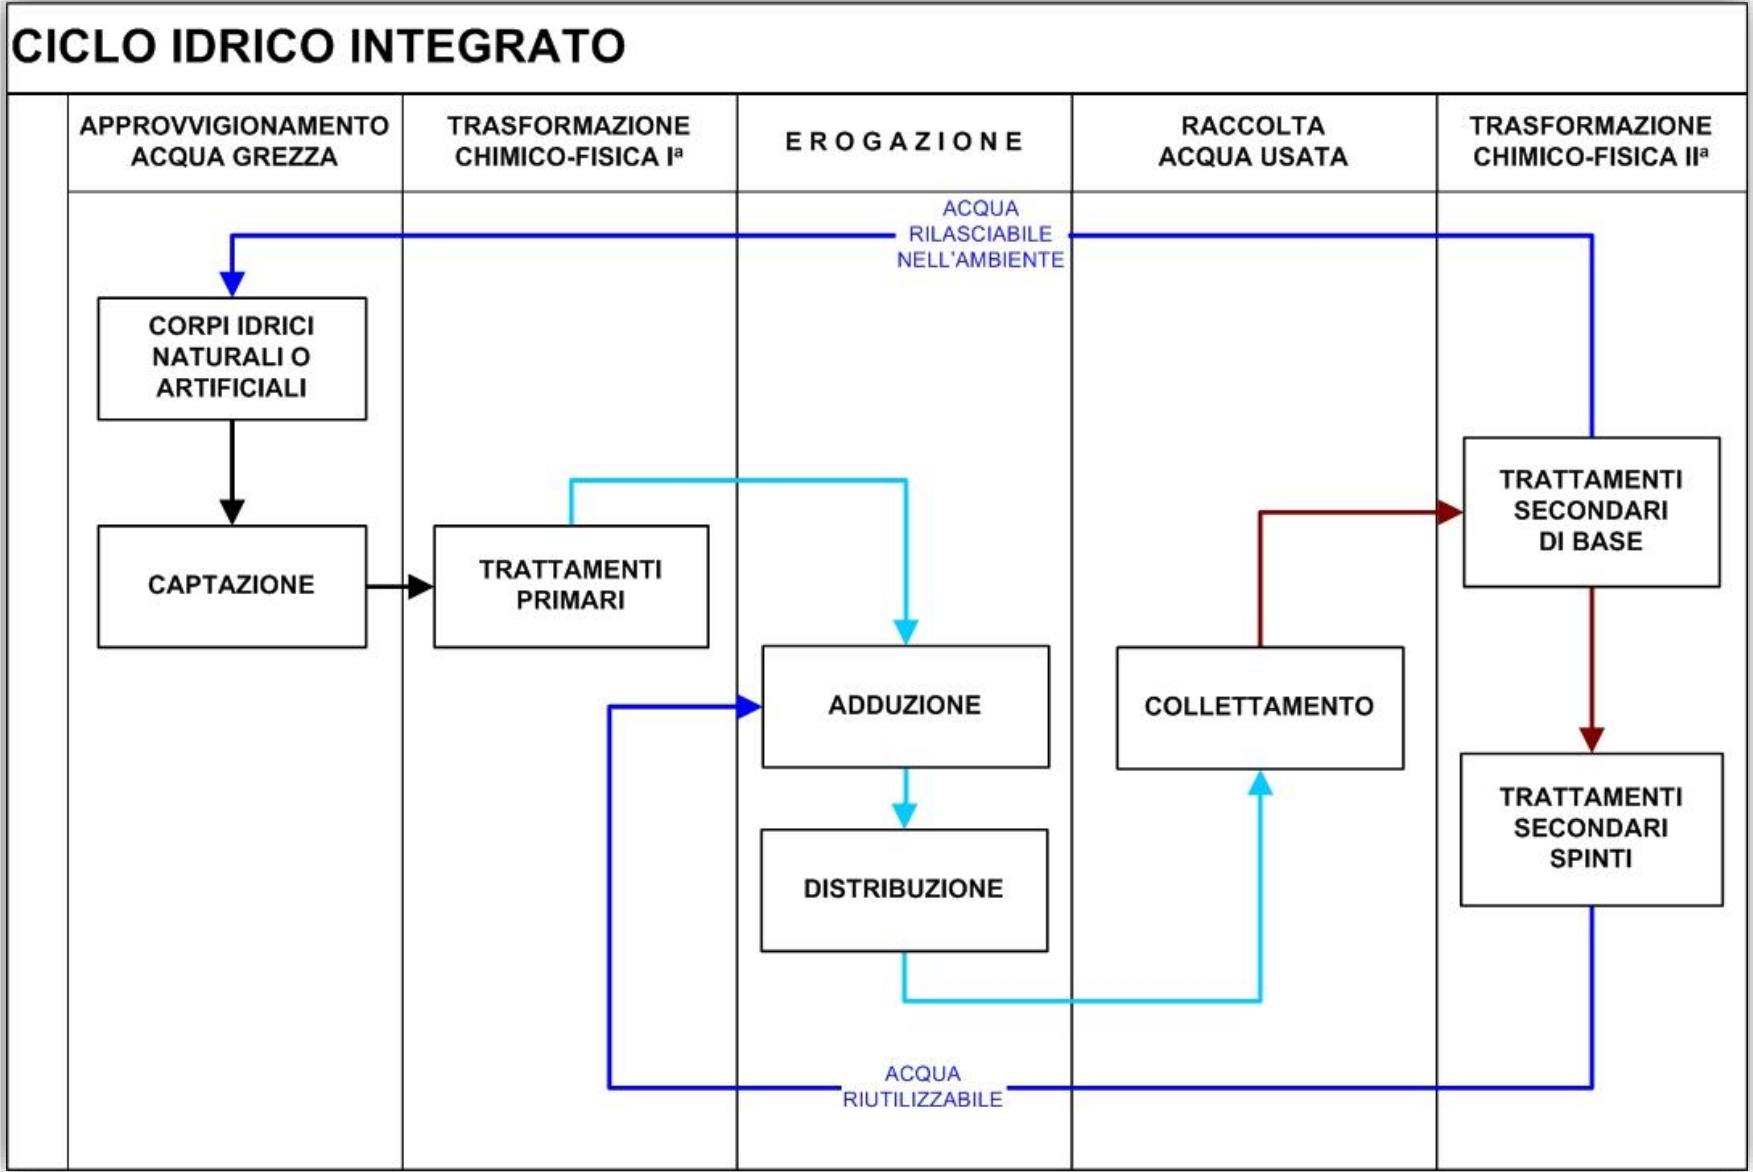 CICLO IDRICO INTEGRATO
APPROVVIGIONAMENTO
ACQUA GREZZA
TRASFORMAZIONE
CHIMICO-FISICA Iª
EROGAZIONE
RACCOLTA
ACQUA USATA
TRASFORMAZIONE
CHIMICO-FISICA IIª
ACQUA
RILASCIABILE
NELL'AMBIENTE
CORPI IDRICI
NATURALI O
ARTIFICIALI
CAPTAZIONE
TRATTAMENTI
PRIMARI
ADDUZIONE
DISTRIBUZIONE
COLLETTAMENTO
TRATTAMENTI
SECONDARI
DI BASE
TRATTAMENTI
SECONDARI
SPINTI
ACQUA
RIUTILIZZABILE